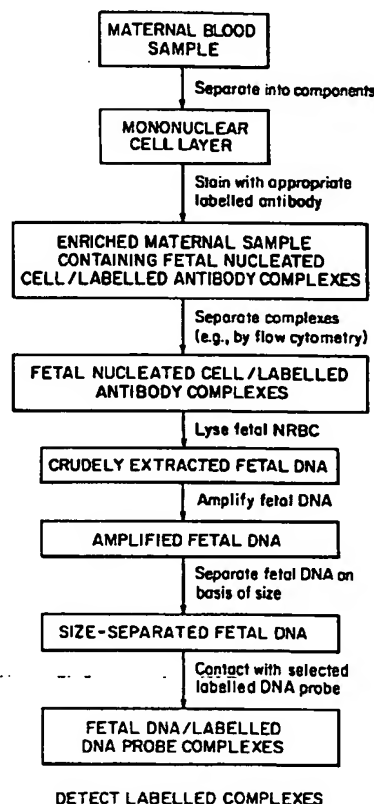 MATERNAL BLOOD
SAMPLE
Separate into components
MONONUCLEAR
CELL LAYER
Stain with appropriate
labelled antibody
ENRICHED MATERNAL SAMPLE
CONTAINING FETAL NUCLEATED
CELL/LABELLED ANTIBODY COMPLEXES
Separate complexes
(e.g., by flow cytometry)
FETAL NUCLEATED CELL/LABELLED
ANTIBODY COMPLEXES
Lyse fetal NRBC
CRUDELY EXTRACTED FETAL DNA
Amplify fetal DNA
AMPLIFIED FETAL DNA
Separate fetal DNA on
basis of size
SIZE-SEPARATED FETAL DNA
Contact with selected
labelled DNA probe
FETAL DNA/LABELLED
DNA PROBE COMPLEXES
DETECT LABELLED COMPLEXES